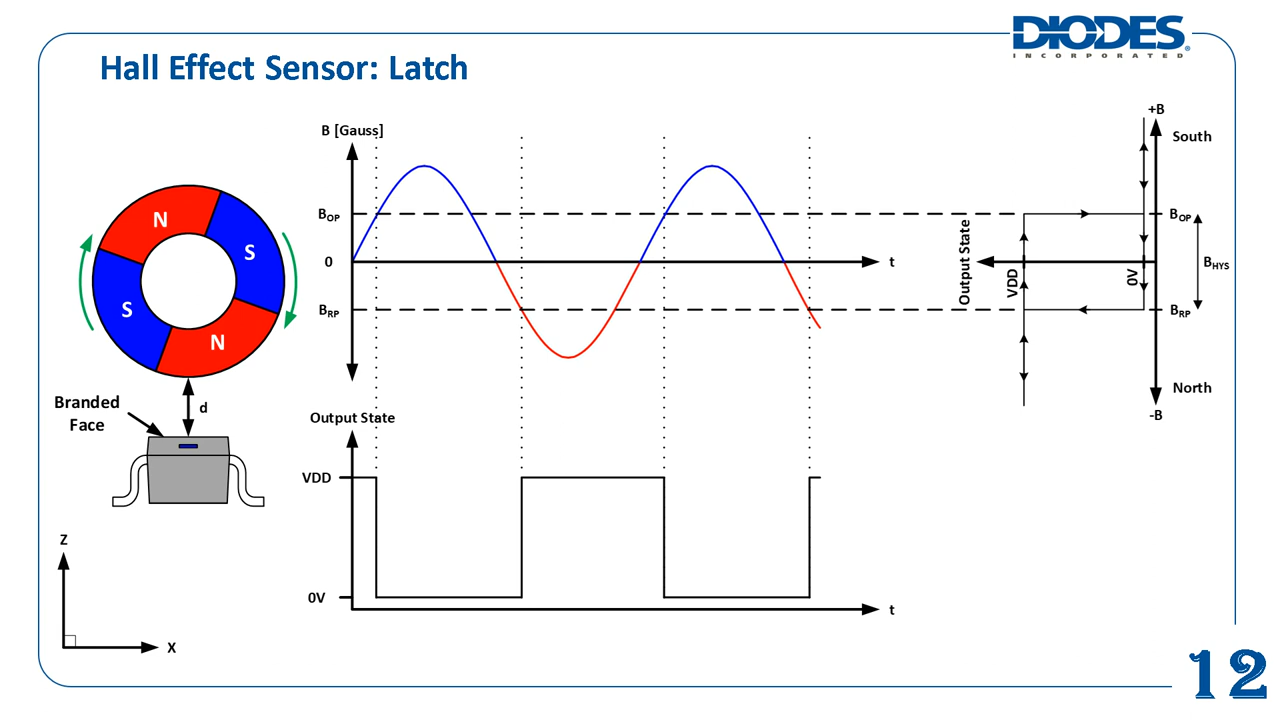 DIODES
INCORPORATED
Hall Effect Sensor: Latch
N
S
S
N
d
Branded
Face
Z
X
B [Gauss]
BOP
0
BRP
t
Output State
VDD
0V
t
+B
South
BOP
Output State
VDD
0V
BHYS
BRP
North
-B
12